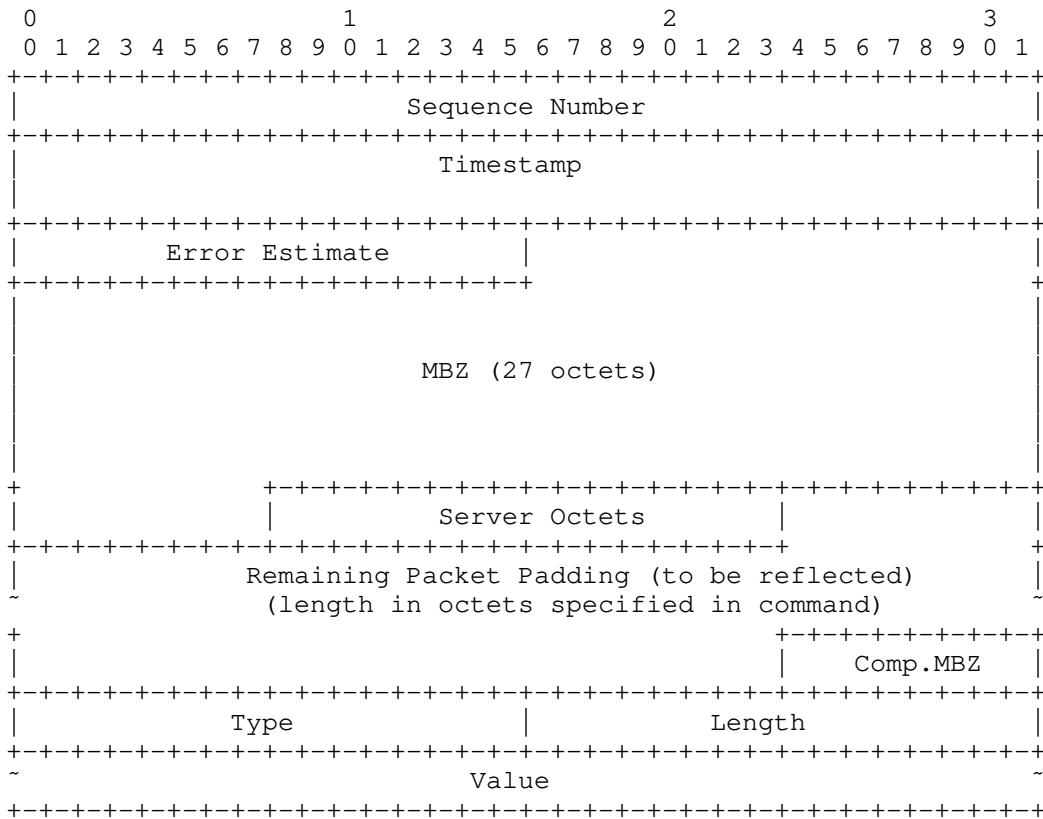 0                   1                   2                   3
 0 1 2 3 4 5 6 7 8 9 0 1 2 3 4 5 6 7 8 9 0 1 2 3 4 5 6 7 8 9 0 1
+-+-+-+-+-+-+-+-+-+-+-+-+-+-+-+-+-+-+-+-+-+-+-+-+-+-+-+-+-+-+-+-+
|                        Sequence Number                        |
+-+-+-+-+-+-+-+-+-+-+-+-+-+-+-+-+-+-+-+-+-+-+-+-+-+-+-+-+-+-+-+-+
|                          Timestamp                            |
|                                                               |
+-+-+-+-+-+-+-+-+-+-+-+-+-+-+-+-+-+-+-+-+-+-+-+-+-+-+-+-+-+-+-+-+
|         Error Estimate        |                               |
+-+-+-+-+-+-+-+-+-+-+-+-+-+-+-+-+                               +
|                                                               |
|                                                               |
|                         MBZ (27 octets)                       |
|                                                               |
|                                                               |
|                                                               |
+               +-+-+-+-+-+-+-+-+-+-+-+-+-+-+-+-+-+-+-+-+-+-+-+-+
|               |          Server Octets        |               |
+-+-+-+-+-+-+-+-+-+-+-+-+-+-+-+-+-+-+-+-+-+-+-+-+               +
|              Remaining Packet Padding (to be reflected)       |
~               (length in octets specified in command)         ~
+                                               +-+-+-+-+-+-+-+-+
|                                               |    Comp.MBZ   |
+-+-+-+-+-+-+-+-+-+-+-+-+-+-+-+-+-+-+-+-+-+-+-+-+-+-+-+-+-+-+-+-+
|             Type              |           Length              |
+-+-+-+-+-+-+-+-+-+-+-+-+-+-+-+-+-+-+-+-+-+-+-+-+-+-+-+-+-+-+-+-+
~                            Value                              ~
+-+-+-+-+-+-+-+-+-+-+-+-+-+-+-+-+-+-+-+-+-+-+-+-+-+-+-+-+-+-+-+-+